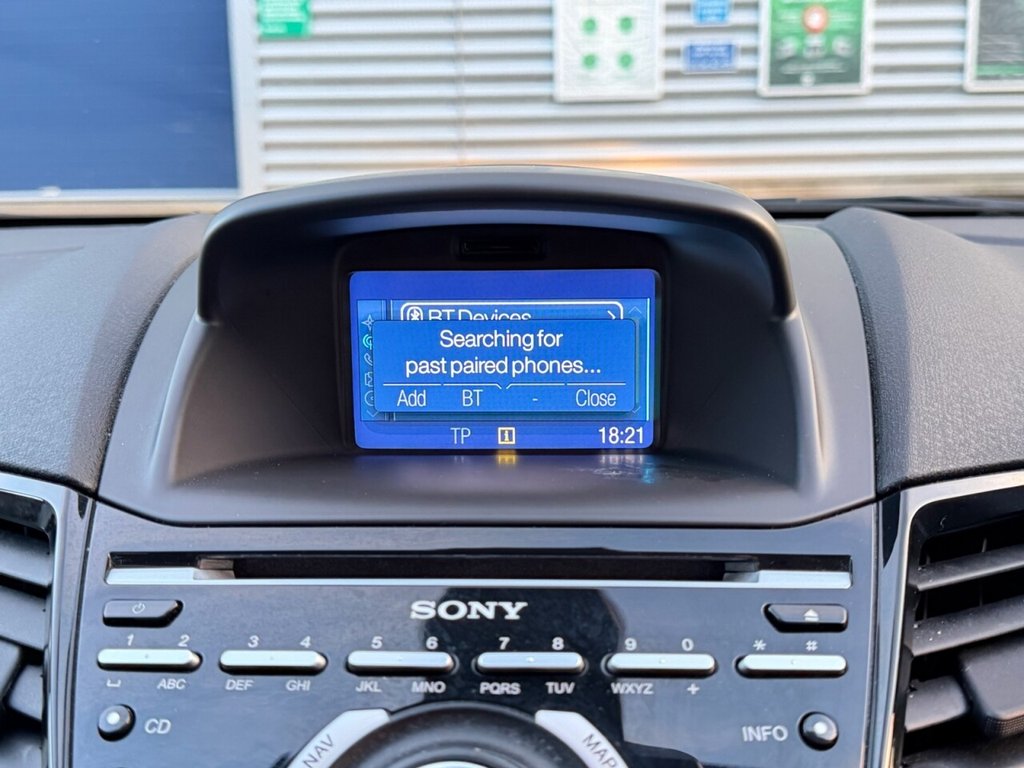 BT Devices
Searching for
past paired phones...
Add BT - Close
TP i 18:21
SONY
1 2 3 4 5 6 7 8 9 0 * #
ABC DEF GHI JKL MNO PQRS TUV WXYZ +
CD INFO
NAV MAP